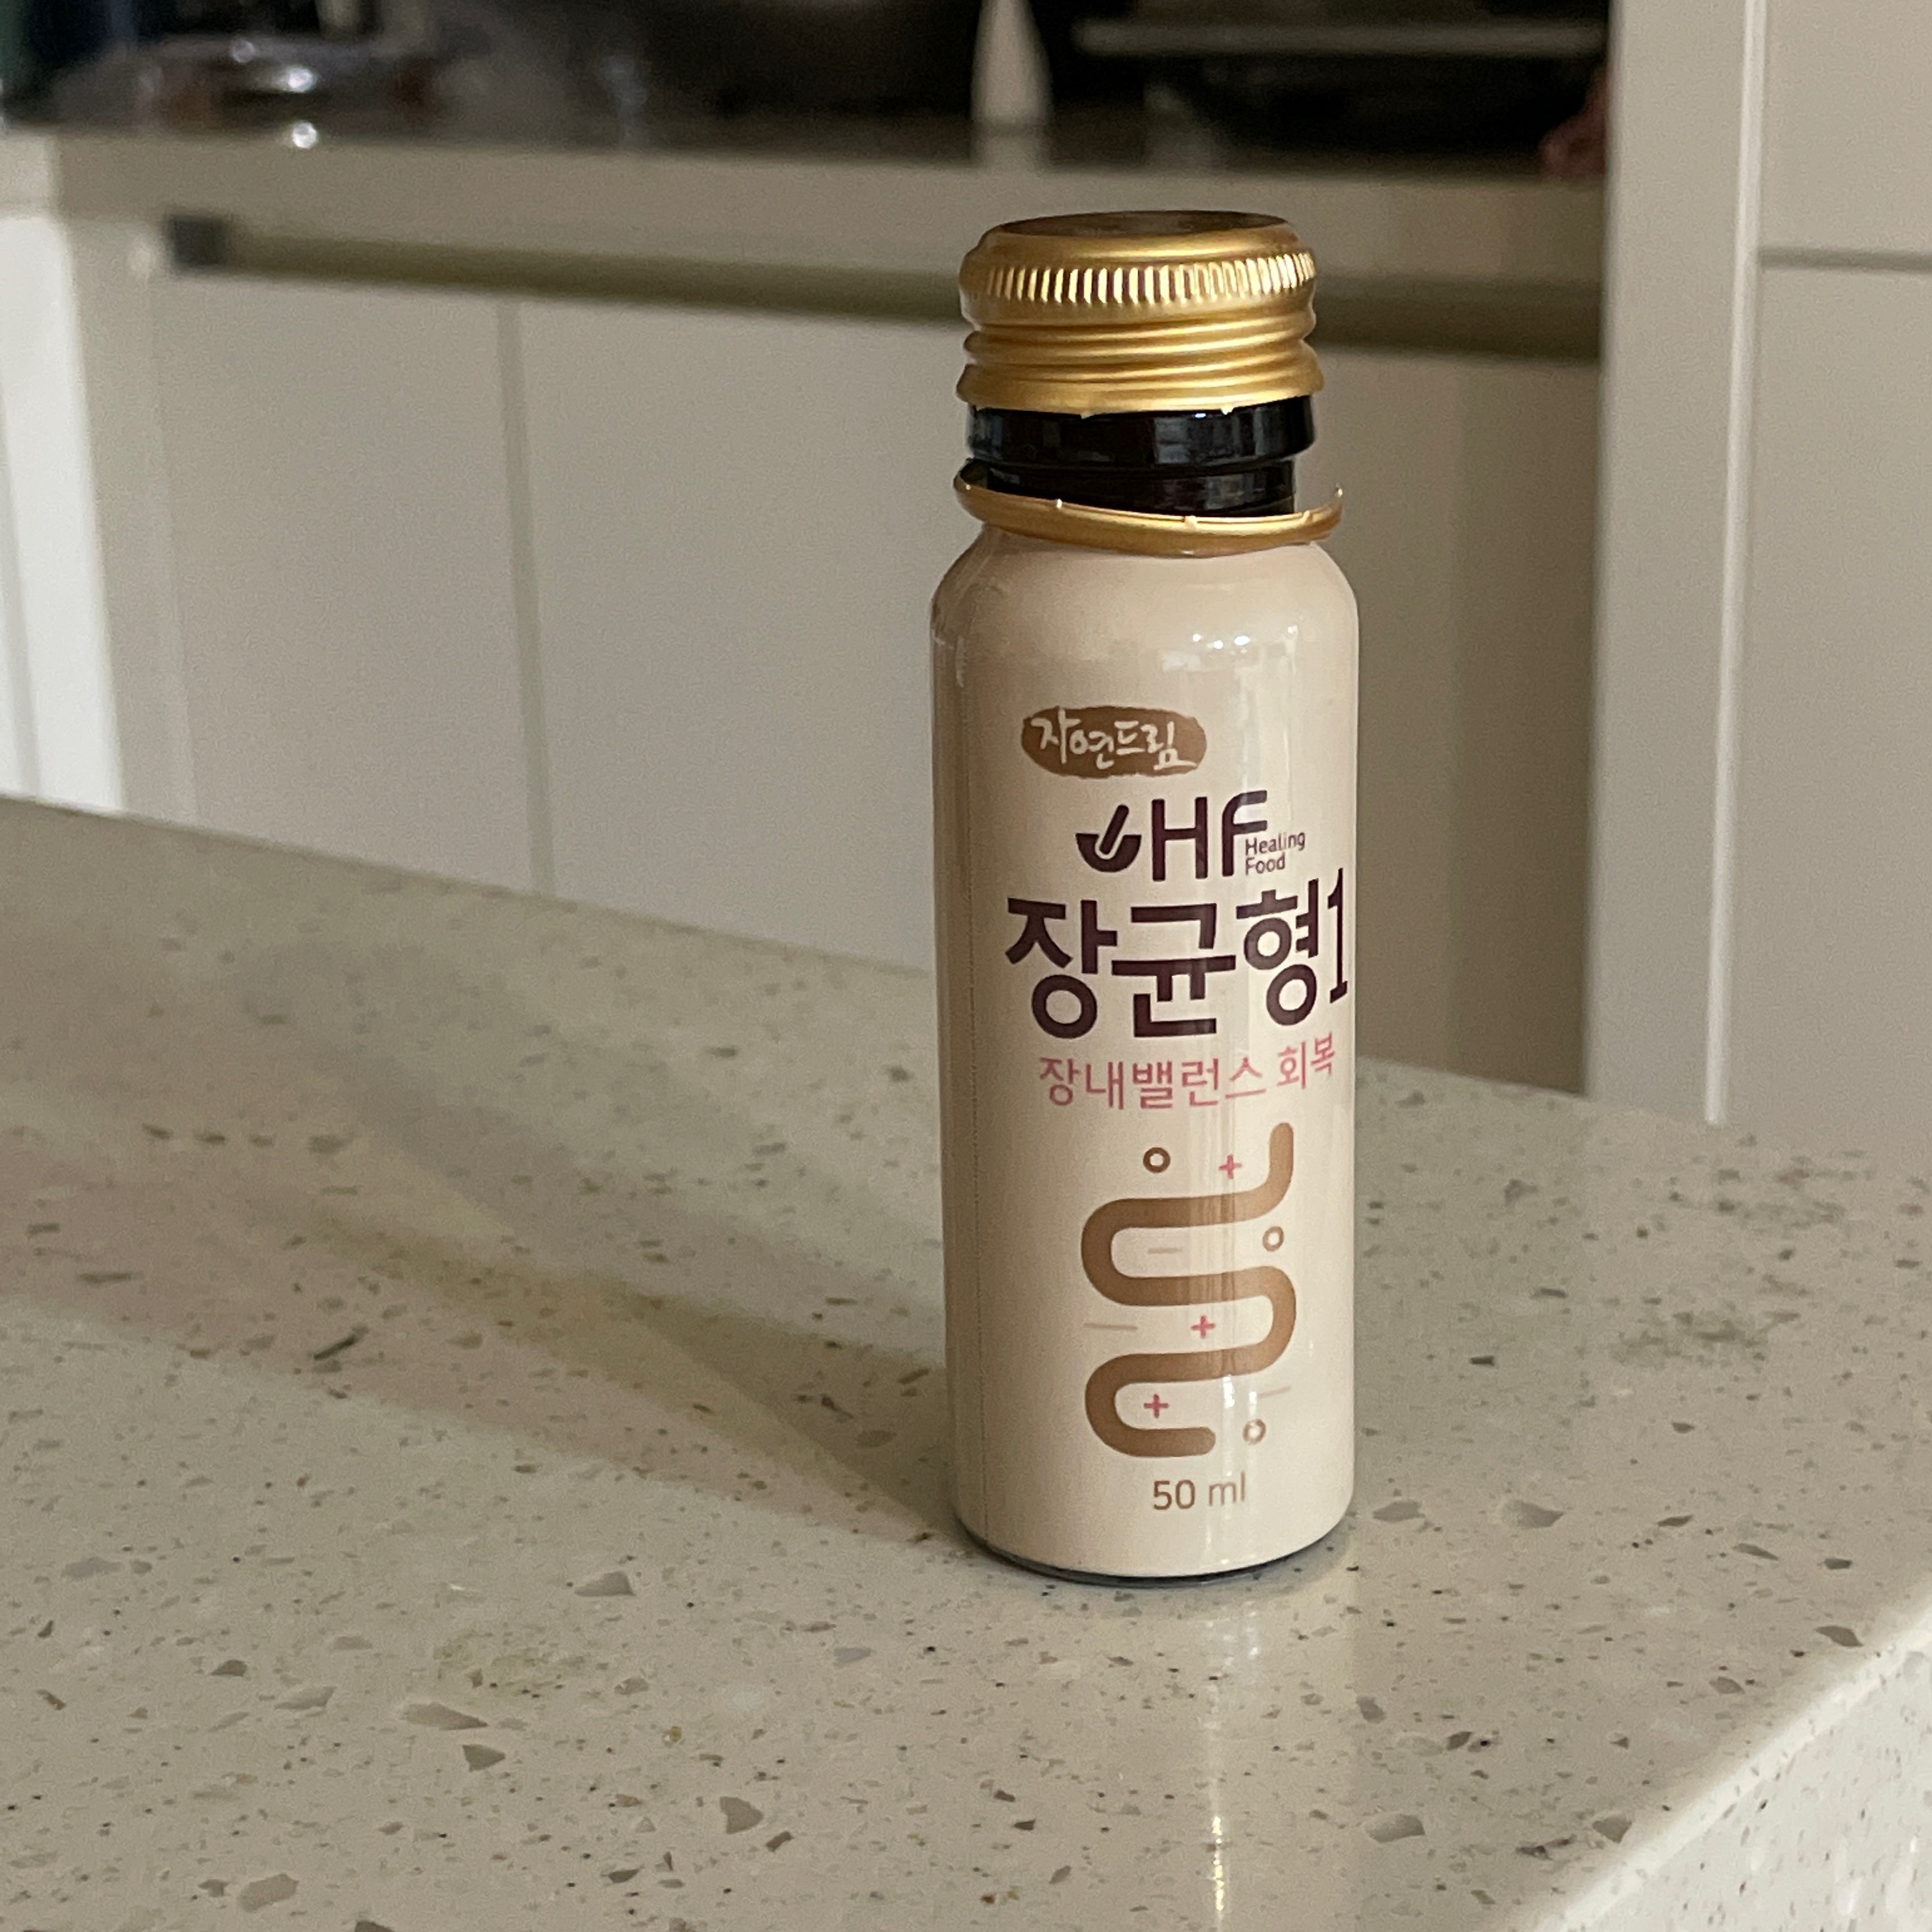 자연드림
HF
Healing
Food
장균형1
장내밸런스 회복
50 ml